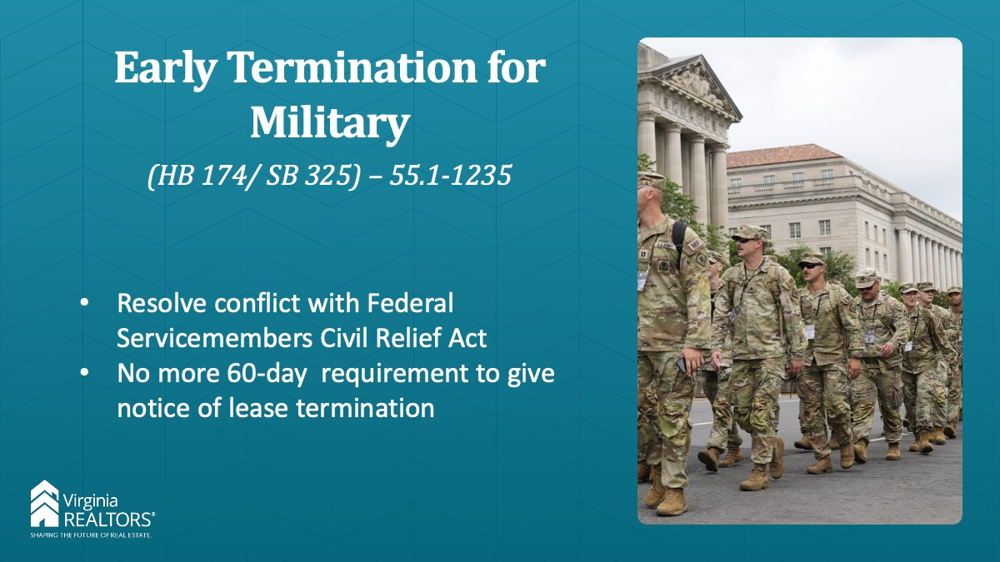 Early Termination for
Military
(HB 174/ SB 325) – 55.1-1235
• Resolve conflict with Federal
Servicemembers Civil Relief Act
• No more 60-day  requirement to give
notice of lease termination
Virginia
REALTORS®
SHAPING THE FUTURE OF REAL ESTATE.
MP